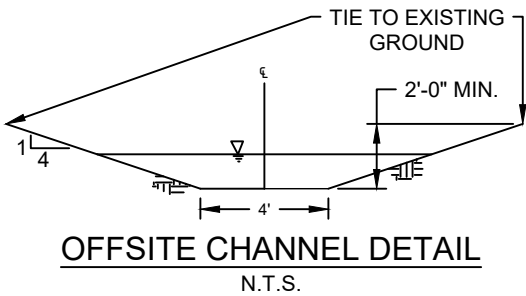 TIE TO EXISTING
GROUND
℄
2'-0" MIN.
1
4
4'
OFFSITE CHANNEL DETAIL
N.T.S.